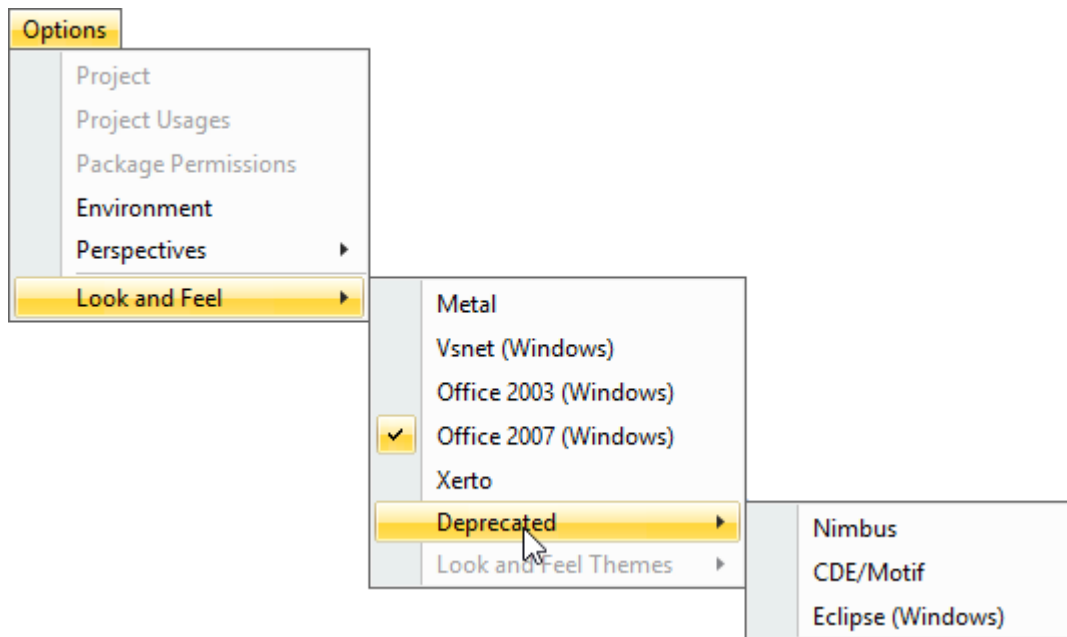 Options
Project
Project Usages
Package Permissions
Environment
Perspectives
Look and Feel
Metal
Vsnet (Windows)
Office 2003 (Windows)
Office 2007 (Windows)
Xerto
Deprecated
Look and Feel Themes
Nimbus
CDE/Motif
Eclipse (Windows)